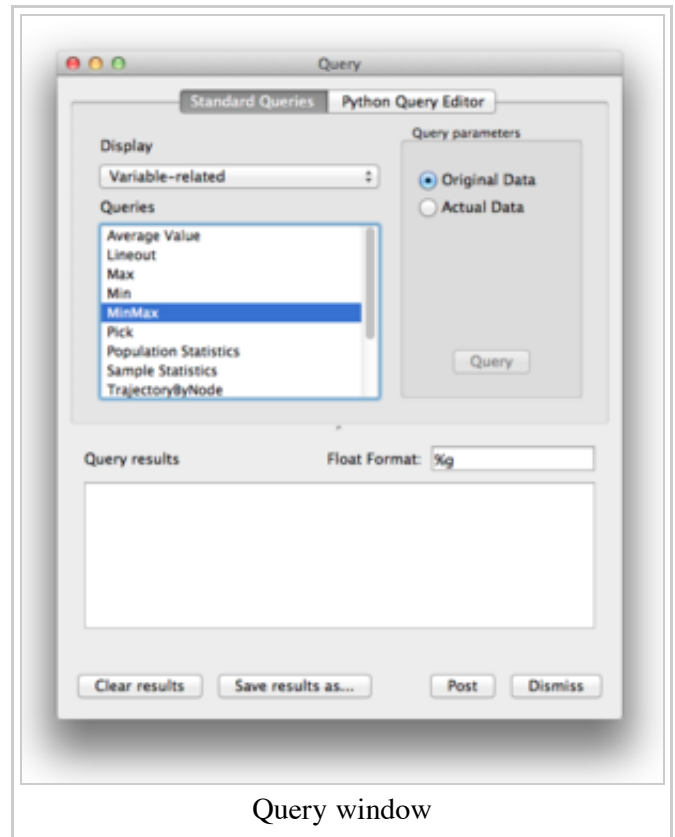 Query
Standard Queries Python Query Editor
Display
Variable-related
Queries
Average Value
Lineout
Max
Min
MinMax
Pick
Population Statistics
Sample Statistics
TrajectoryByNode
Query parameters
Original Data
Actual Data
Query
Query results Float Format: %g
Clear results Save results as... Post Dismiss
Query window